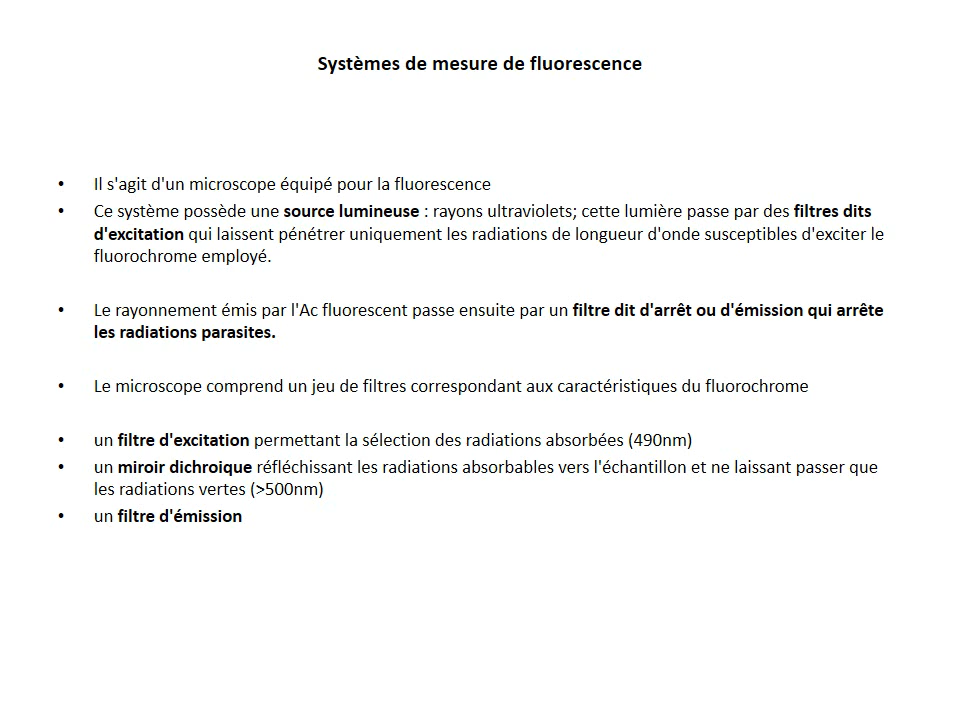 Systèmes de mesure de fluorescence
• Il s'agit d'un microscope équipé pour la fluorescence
• Ce système possède une source lumineuse : rayons ultraviolets; cette lumière passe par des filtres dits
d'excitation qui laissent pénétrer uniquement les radiations de longueur d'onde susceptibles d'exciter le
fluorochrome employé.
• Le rayonnement émis par l'Ac fluorescent passe ensuite par un filtre dit d'arrêt ou d'émission qui arrête
les radiations parasites.
• Le microscope comprend un jeu de filtres correspondant aux caractéristiques du fluorochrome
• un filtre d'excitation permettant la sélection des radiations absorbées (490nm)
• un miroir dichroique réfléchissant les radiations absorbables vers l'échantillon et ne laissant passer que
les radiations vertes (>500nm)
• un filtre d'émission